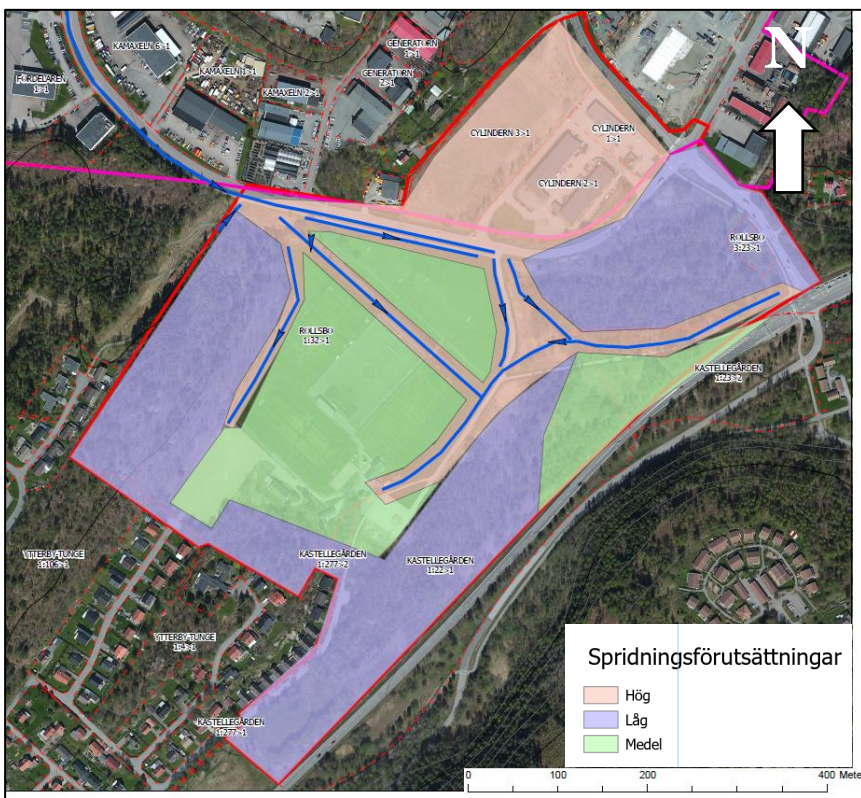 KAMAXELN 6>1
GENERATORN
1>1
N
FÖRDELAREN
1>1
KAMAXELN 1>1
GENERATORN
2>1
KAMAXELN 2>1
CYLINDERN 3>1
CYLINDERN
1>1
CYLINDERN 2>1
ROLLSBO
3:23>1
ROLLSBO
1:32>1
KASTELLEGÅRDEN
1:23>2
YTTERBY-TUNGE
1:106>1
KASTELLEGÅRDEN
1:277>2
KASTELLEGÅRDEN
1:22>1
YTTERBY-TUNGE
1:4>1
KASTELLEGÅRDEN
1:277>1
Spridningsförutsättningar
Hög
Låg
Medel
0 100 200 400 Mete